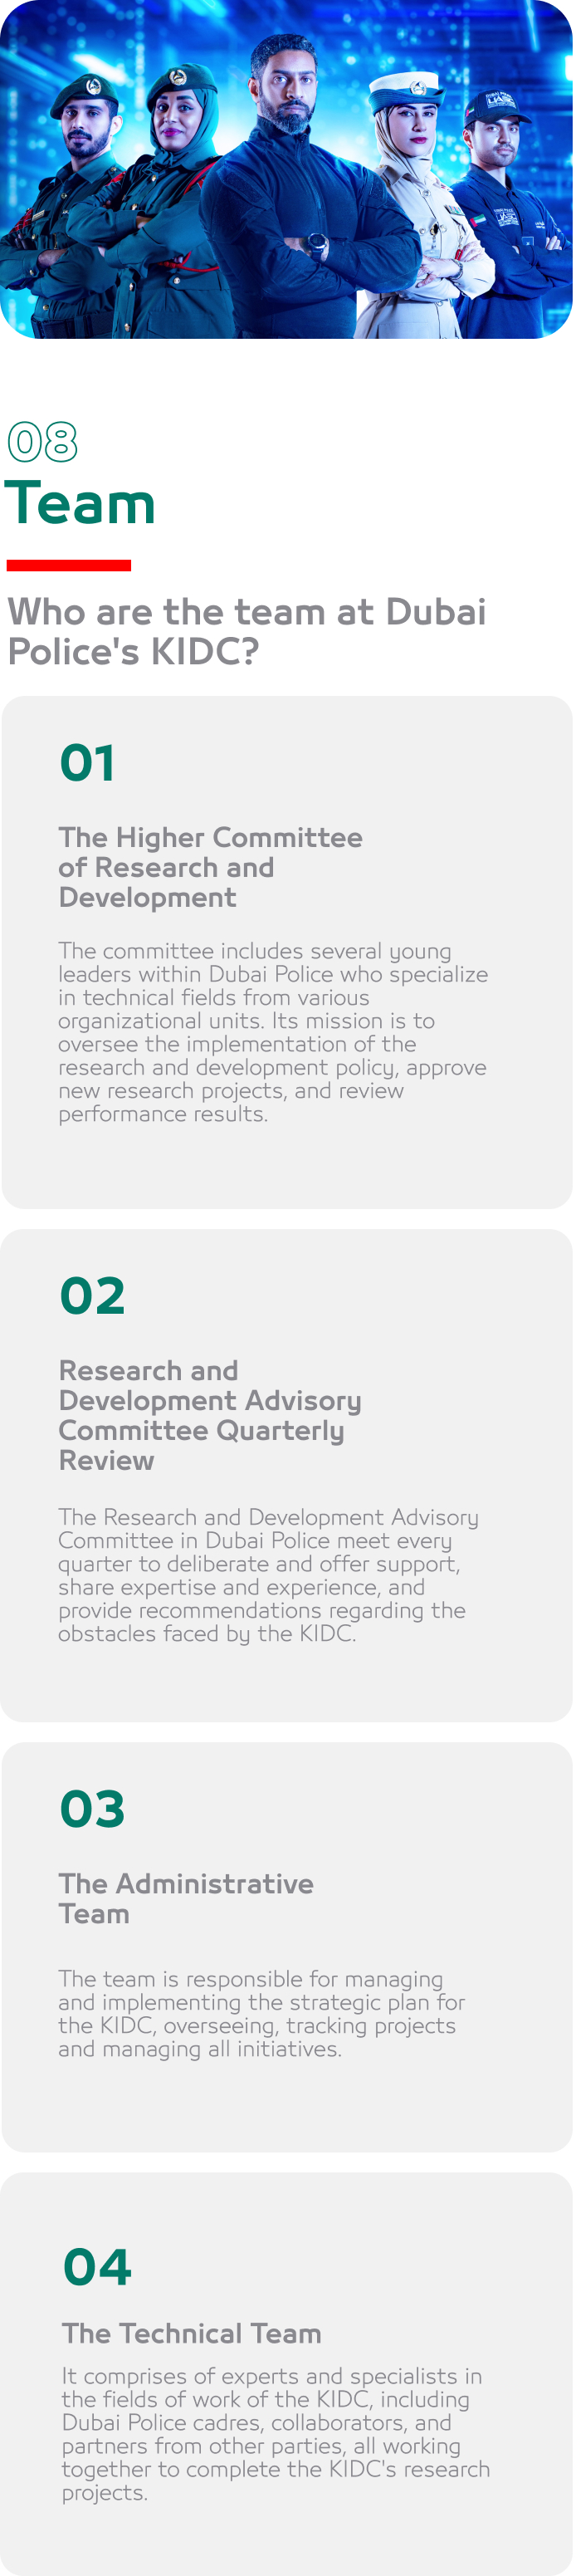 DUBAI POLICE
08
Team
Who are the team at Dubai
Police's KIDC?
01
The Higher Committee
of Research and
Development
The committee includes several young
leaders within Dubai Police who specialize
in technical fields from various
organizational units. Its mission is to
oversee the implementation of the
research and development policy, approve
new research projects, and review
performance results.
02
Research and
Development Advisory
Committee Quarterly
Review
The Research and Development Advisory
Committee in Dubai Police meet every
quarter to deliberate and offer support,
share expertise and experience, and
provide recommendations regarding the
obstacles faced by the KIDC.
03
The Administrative
Team
The team is responsible for managing
and implementing the strategic plan for
the KIDC, overseeing, tracking projects
and managing all initiatives.
04
The Technical Team
It comprises of experts and specialists in
the fields of work of the KIDC, including
Dubai Police cadres, collaborators, and
partners from other parties, all working
together to complete the KIDC's research
projects.